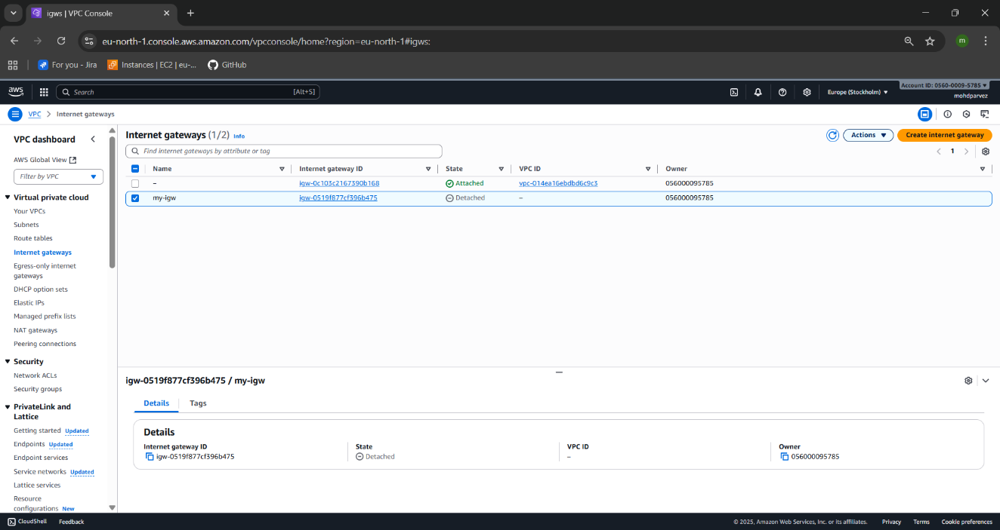 igws | VPC Console
eu-north-1.console.aws.amazon.com/vpcconsole/home?region=eu-north-1#igws:
m
For you - Jira
Instances | EC2 | eu-...
GitHub
aws
Search
[Alt+S]
Europe (Stockholm)
Account ID: 0560-0009-5785
mohdparvez
VPC
Internet gateways
VPC dashboard
AWS Global View
Filter by VPC
Virtual private cloud
Your VPCs
Subnets
Route tables
Internet gateways
Egress-only internet
gateways
DHCP option sets
Elastic IPs
Managed prefix lists
NAT gateways
Peering connections
Security
Network ACLs
Security groups
PrivateLink and
Lattice
Getting started Updated
Endpoints Updated
Endpoint services
Service networks Updated
Lattice services
Resource
configurations New
Internet gateways (1/2) Info
Actions
Create internet gateway
Find internet gateways by attribute or tag
1
Name Internet gateway ID State VPC ID Owner
– igw-0c103c2167390b168 Attached vpc-014ea16ebdbd6c9c3 056000095785
my-igw igw-0519f877cf396b475 Detached – 056000095785
igw-0519f877cf396b475 / my-igw
Details Tags
Details
Internet gateway ID State VPC ID Owner
igw-0519f877cf396b475 Detached – 056000095785
CloudShell Feedback © 2025, Amazon Web Services, Inc. or its affiliates. Privacy Terms Cookie preferences